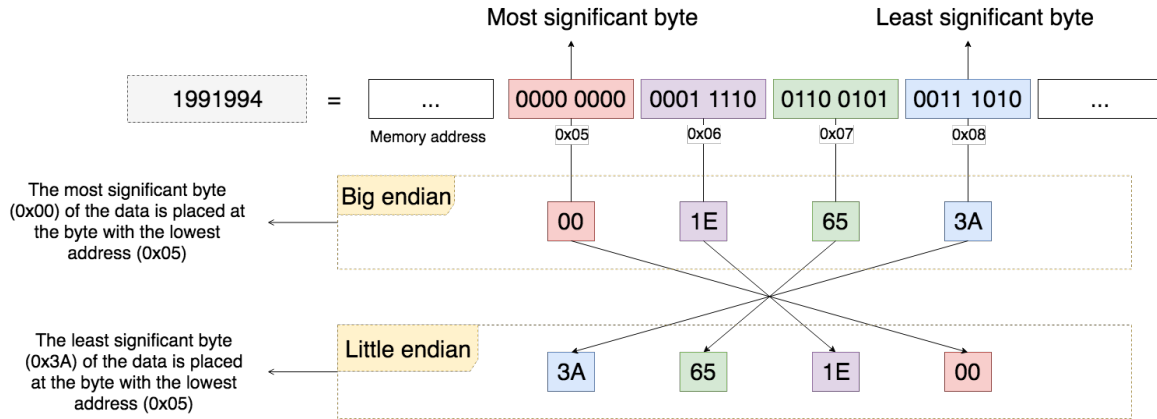 Most significant byte
Least significant byte
1991994
=
...
0000 0000
0001 1110
0110 0101
0011 1010
...
Memory address
0x05
0x06
0x07
0x08
The most significant byte
(0x00) of the data is placed at
the byte with the lowest
address (0x05)
Big endian
00
1E
65
3A
The least significant byte
(0x3A) of the data is placed
at the byte with the lowest
address (0x05)
Little endian
3A
65
1E
00